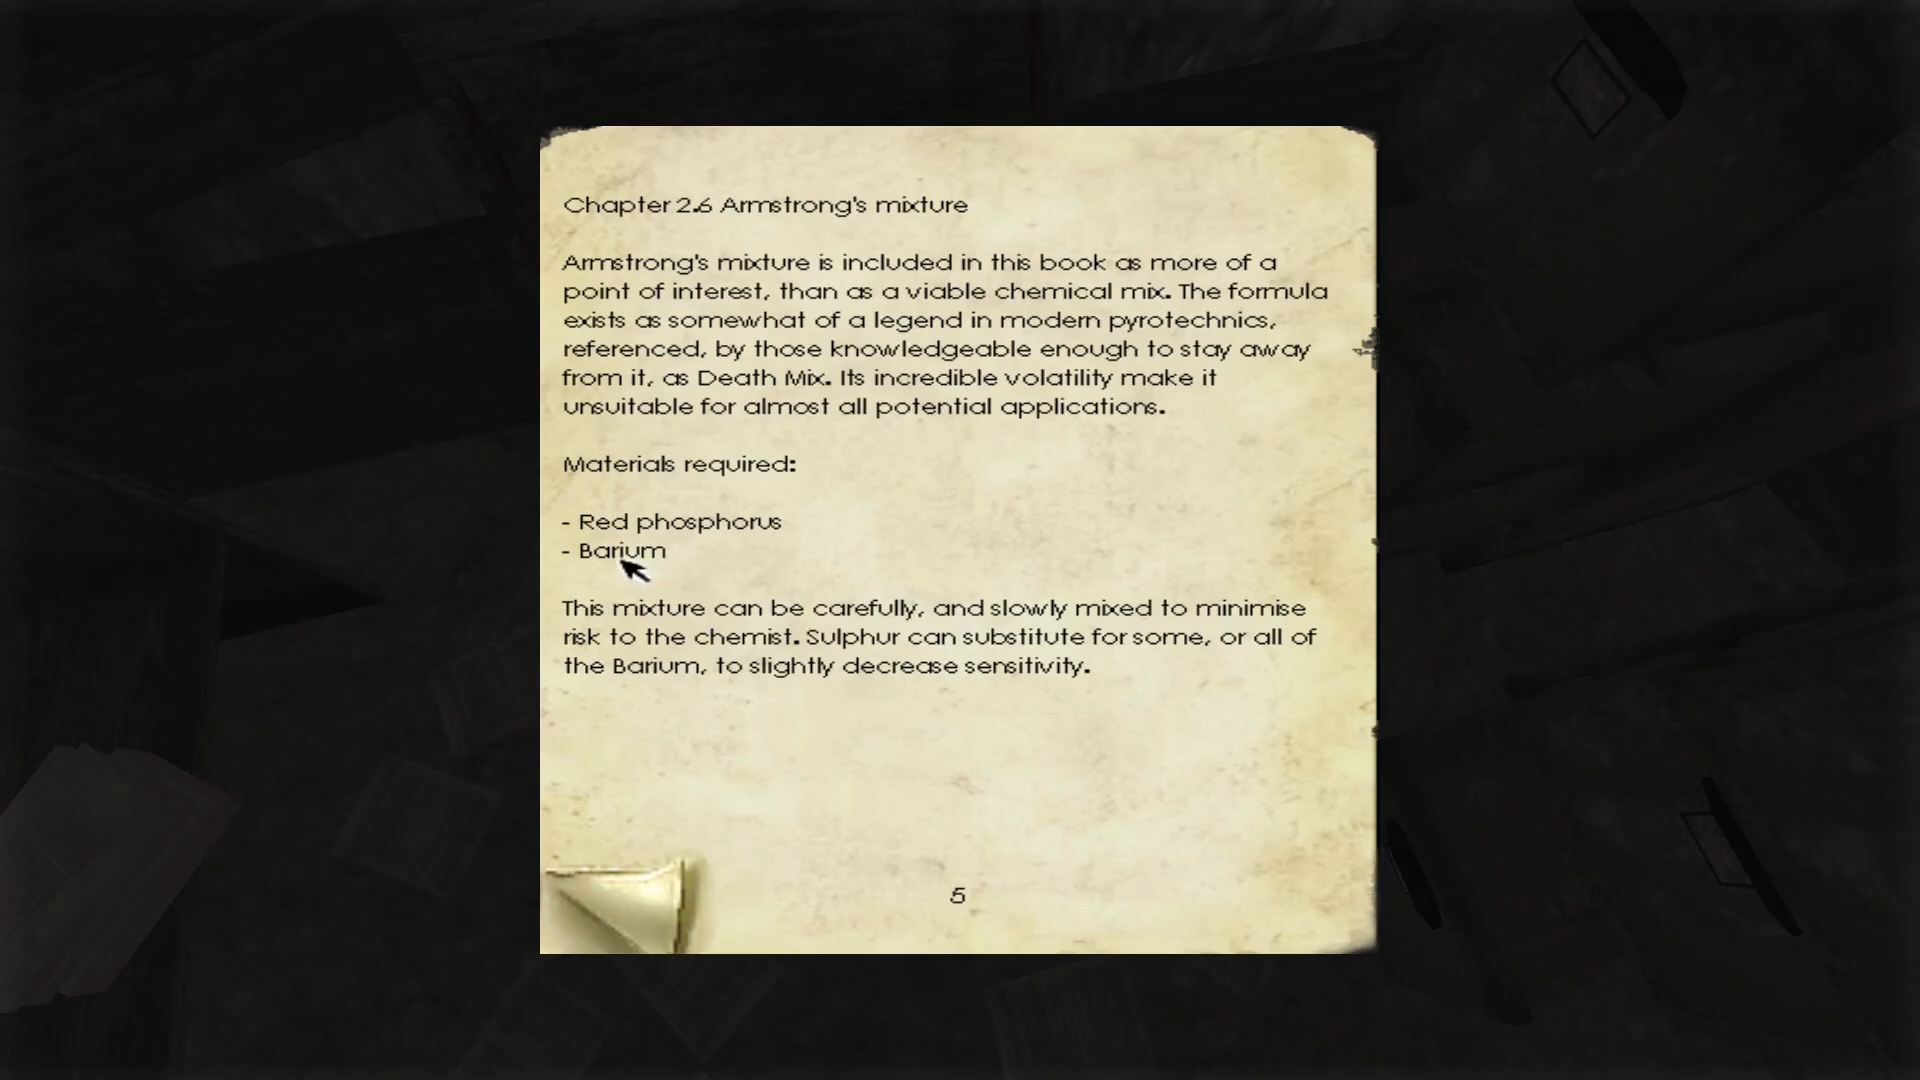 Chapter 2.6 Armstrong's mixture
Armstrong's mixture is included in this book as more of a
point of interest, than as a viable chemical mix. The formula
exists as somewhat of a legend in modern pyrotechnics,
referenced, by those knowledgeable enough to stay away
from it, as Death Mix. Its incredible volatility make it
unsuitable for almost all potential applications.
Materials required:
- Red phosphorus
- Barium
This mixture can be carefully, and slowly mixed to minimise
risk to the chemist. Sulphur can substitute for some, or all of
the Barium, to slightly decrease sensitivity.
5